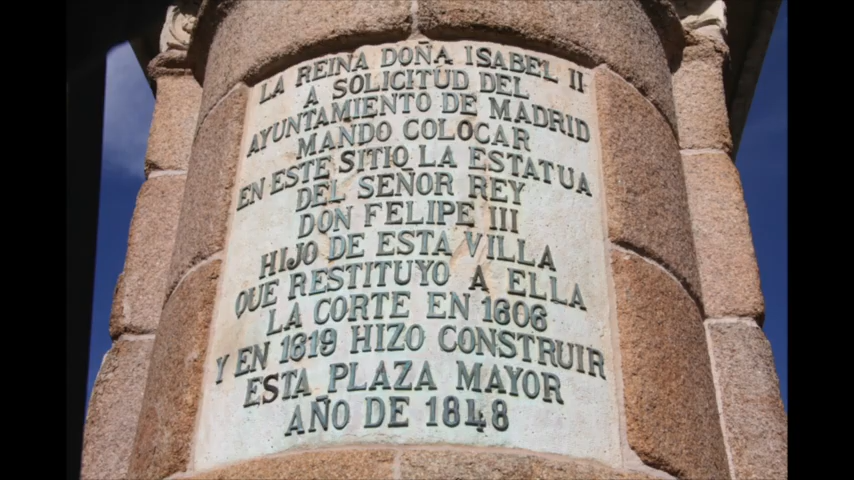 LA REINA DOÑA ISABEL II
A SOLICITUD DEL
AYUNTAMIENTO DE MADRID
MANDO COLOCAR
EN ESTE SITIO LA ESTATUA
DEL SEÑOR REY
DON FELIPE III
HIJO DE ESTA VILLA
QUE RESTITUYO A ELLA
LA CORTE EN 1606
Y EN 1619 HIZO CONSTRUIR
ESTA PLAZA MAYOR
AÑO DE 1848